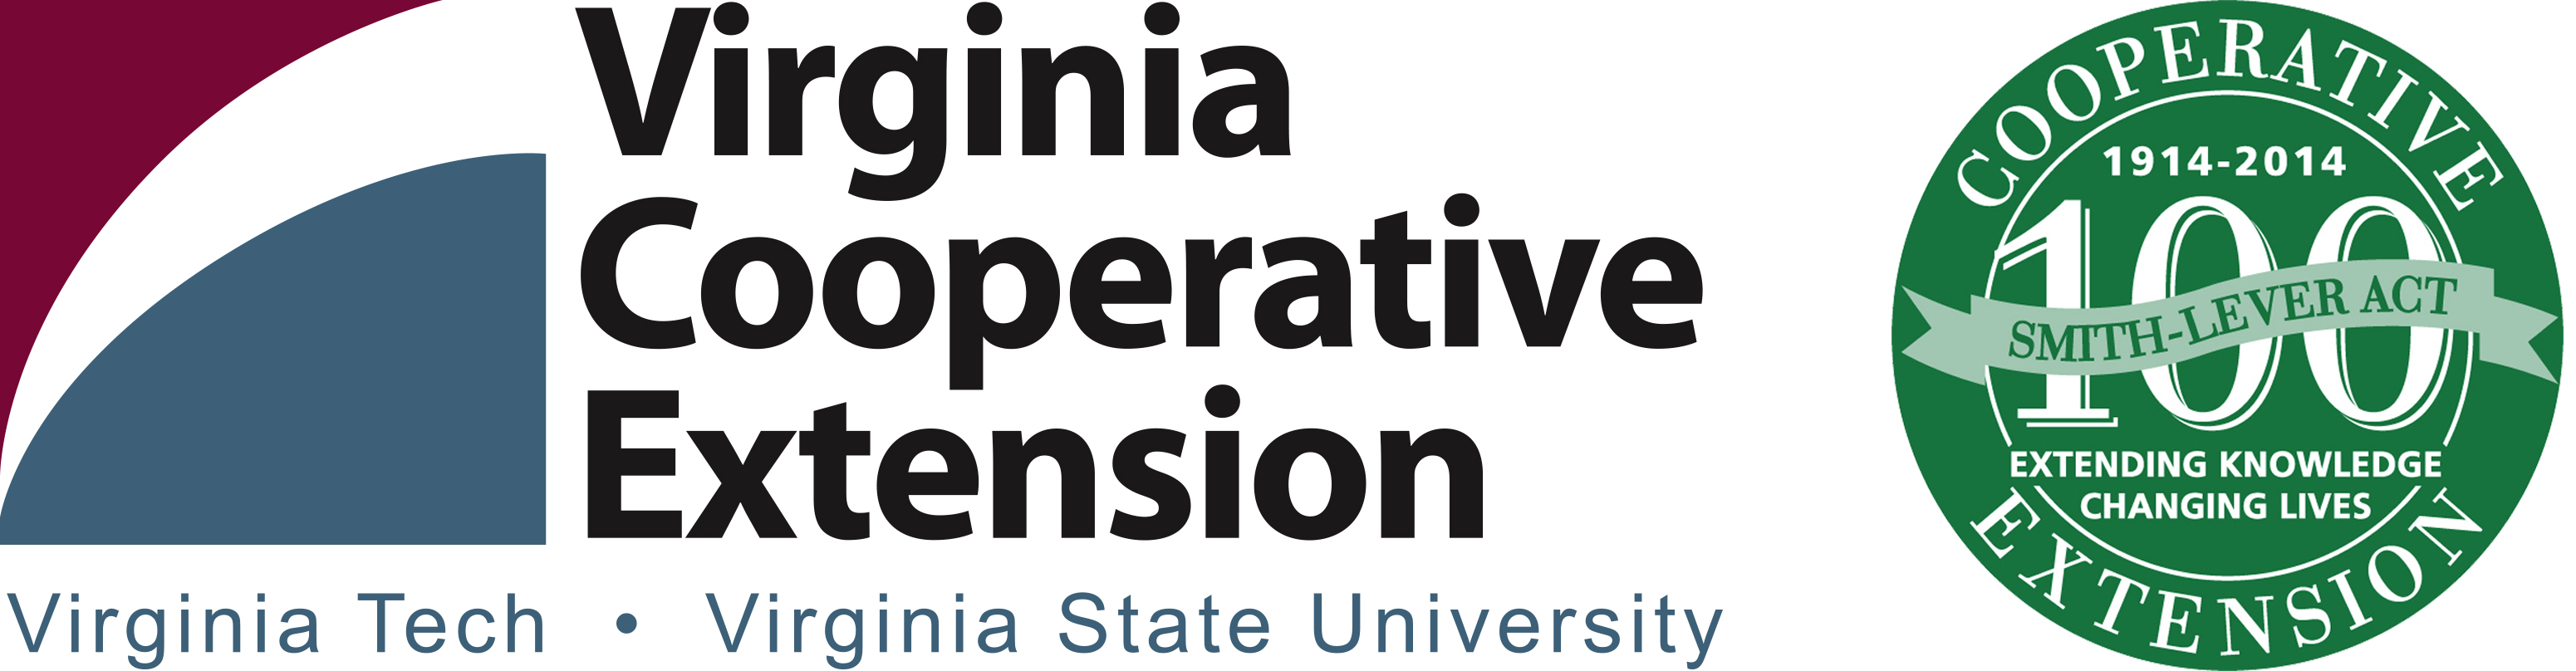 Virginia
Cooperative
Extension
Virginia Tech • Virginia State University
COOPERATIVE
1914-2014
100
SMITH-LEVER ACT
EXTENDING KNOWLEDGE
CHANGING LIVES
EXTENSION